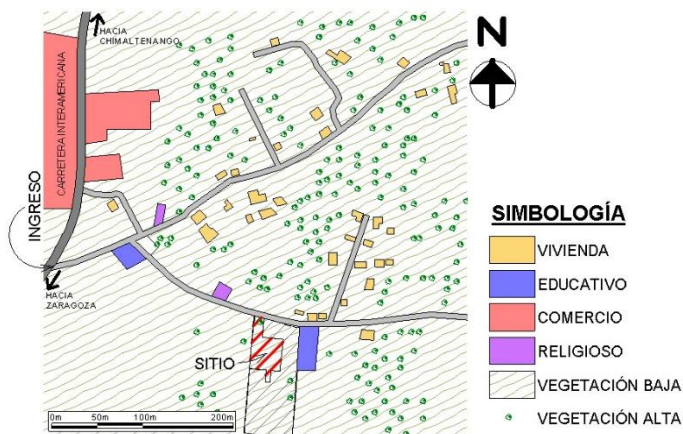 HACIA
CHIMALTENANGO
N
CARRETERA INTERAMERICANA
INGRESO
HACIA
ZARAGOZA
SITIO
0m 50m 100m 200m
SIMBOLOGÍA
VIVIENDA
EDUCATIVO
COMERCIO
RELIGIOSO
VEGETACIÓN BAJA
VEGETACIÓN ALTA